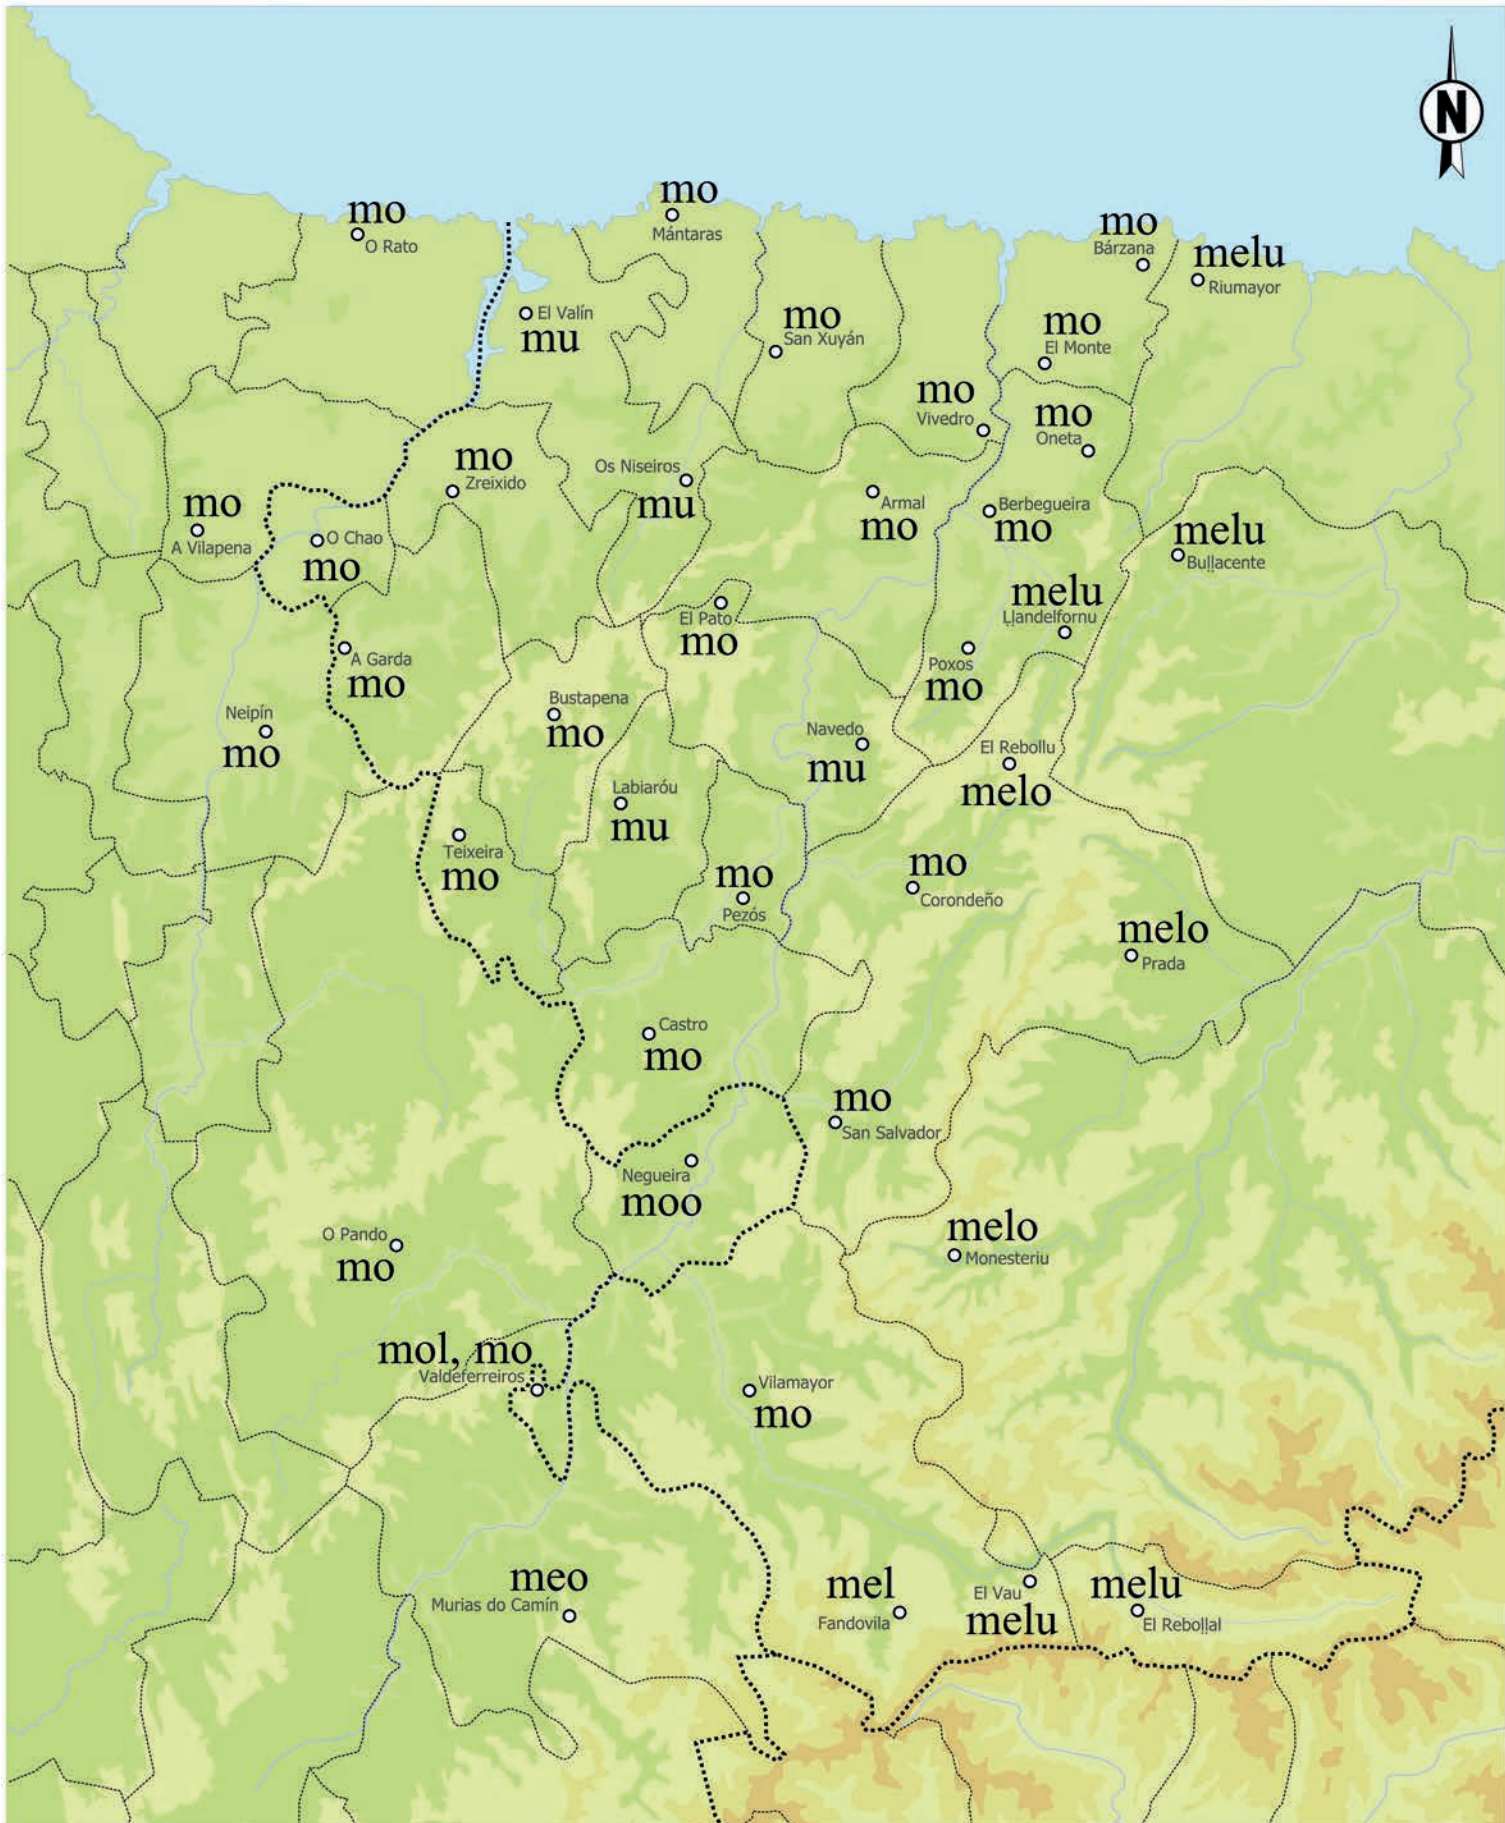 N
mo
O Rato
mo
Mántaras
mo
Bárzana
melu
Riumayor
El Valín
mu
mo
San Xuyán
mo
El Monte
mo
Vivedro
mo
Oneta
mo
Zreixido
Os Niseiros
mu
Armal
mo
Berbegueira
mo
mo
A Vilapena
O Chao
mo
melu
Buḷḷacente
melu
Ḷḷandelfornu
El Pato
mo
A Garda
mo
Poxos
mo
Neipín
mo
Bustapena
mo
Navedo
mu
El Rebollu
melo
Labiaróu
mu
Teixeira
mo
mo
Pezós
mo
Corondeño
melo
Prada
Castro
mo
mo
San Salvador
Negueira
moo
O Pando
mo
melo
Monesteriu
mol, mo
Valdeferreiros
Vilamayor
mo
meo
Murias do Camín
mel
Fandovila
El Vau
melu
melu
El Reboḷḷal